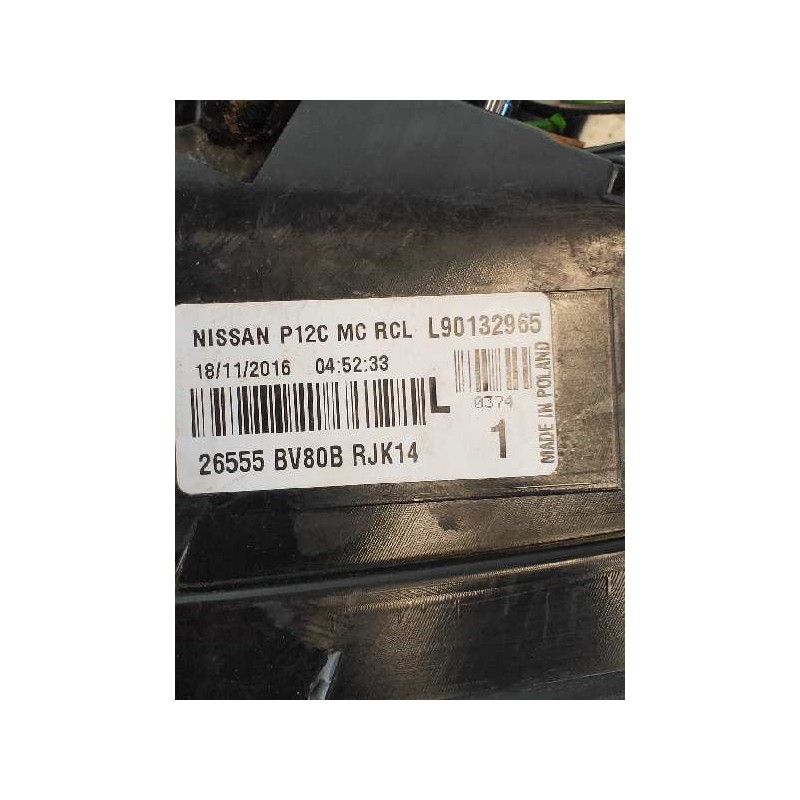 NISSAN P12C MC RCL L90132965
18/11/2016 04:52:33
L
0374
26555 BV80B RJK14
1
MADE IN POLAND